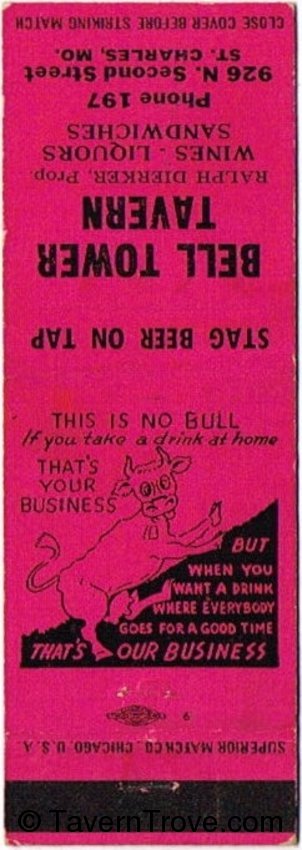 CLOSE COVER BEFORE STRIKING MATCH
STAG BEER ON TAP
BELL TOWER
TAVERN
RALPH DIERKER, Prop.
WINES - LIQUORS
SANDWICHES
Phone 197
926 N. Second Street
ST. CHARLES, MO.
THIS IS NO BULL
If you take a drink at home
THAT'S
YOUR
BUSINESS
BUT
WHEN YOU
WANT A DRINK
WHERE EVERYBODY
GOES FOR A GOOD TIME
THAT'S OUR BUSINESS
6
SUPERIOR MATCH CO., CHICAGO, U. S. A.
© TavernTrove.com